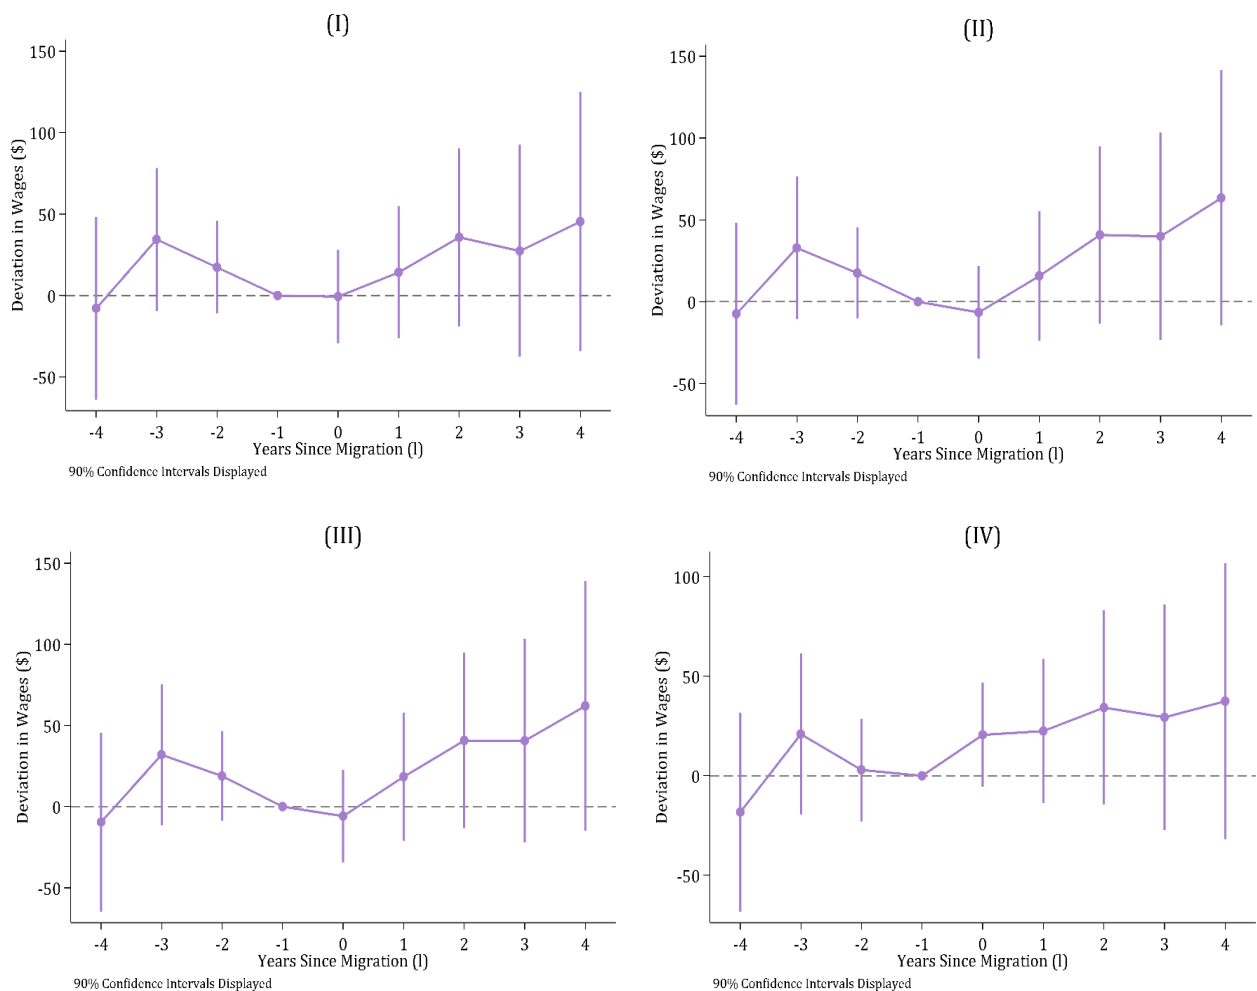 (I)
150
100
50
0
-50
Deviation in Wages ($)
-4 -3 -2 -1 0 1 2 3 4
Years Since Migration (l)
90% Confidence Intervals Displayed
(II)
150
100
50
0
-50
Deviation in Wages ($)
-4 -3 -2 -1 0 1 2 3 4
Years Since Migration (l)
90% Confidence Intervals Displayed
(III)
150
100
50
0
-50
Deviation in Wages ($)
-4 -3 -2 -1 0 1 2 3 4
Years Since Migration (l)
90% Confidence Intervals Displayed
(IV)
100
50
0
-50
Deviation in Wages ($)
-4 -3 -2 -1 0 1 2 3 4
Years Since Migration (l)
90% Confidence Intervals Displayed